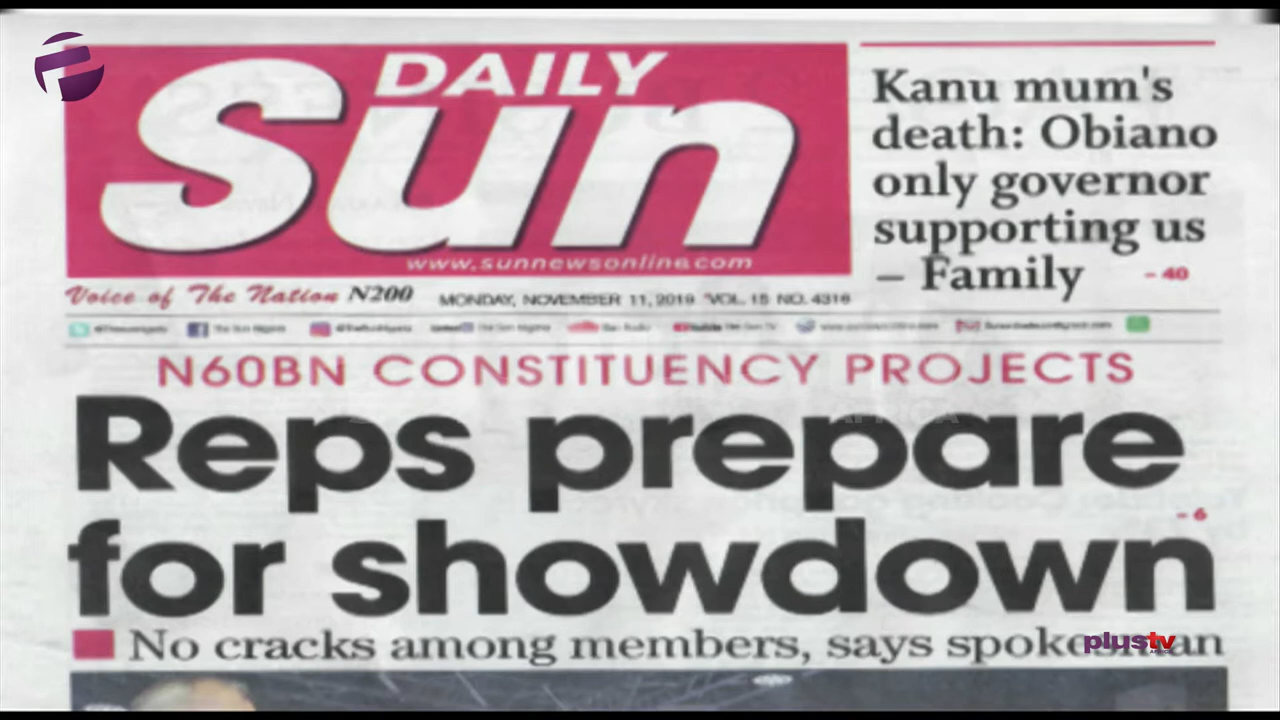 DAILY
Sun
www.sunnewsonline.com
Kanu mum's
death: Obiano
only governor
supporting us
– Family
- 40
Voice of The Nation N200 MONDAY, NOVEMBER 11, 2019 VOL. 15 NO. 4316
N60BN CONSTITUENCY PROJECTS
Reps prepare
for showdown
- 6
No cracks among members, says spokesman
plustv